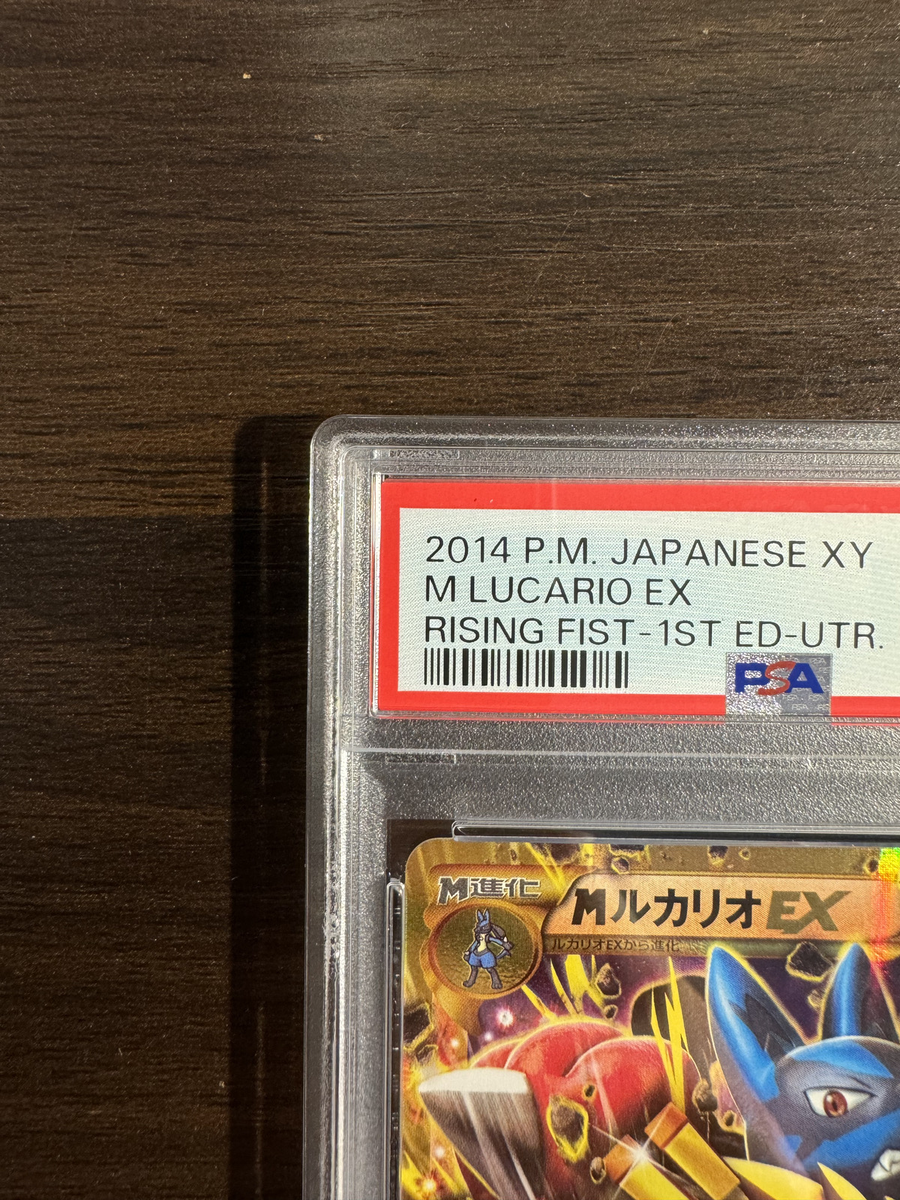 2014 P.M. JAPANESE XY
M LUCARIO EX
RISING FIST-1ST ED-UTR.
PSA
M進化
MルカリオEX
ルカリオEXから進化